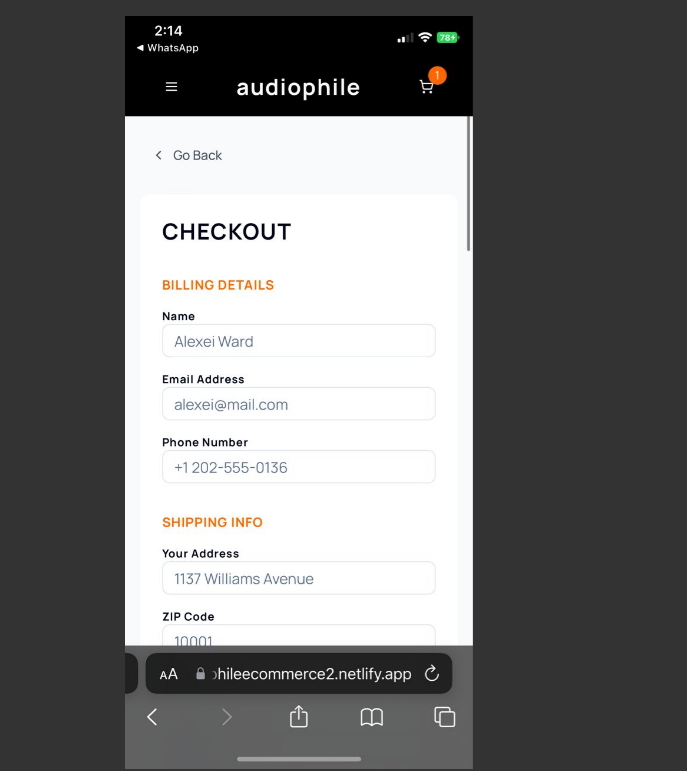 2:14
78
◀ WhatsApp
audiophile
1
Go Back
CHECKOUT
BILLING DETAILS
Name
Alexei Ward
Email Address
alexei@mail.com
Phone Number
+1 202-555-0136
SHIPPING INFO
Your Address
1137 Williams Avenue
ZIP Code
10001
AA hileecommerce2.netlify.app